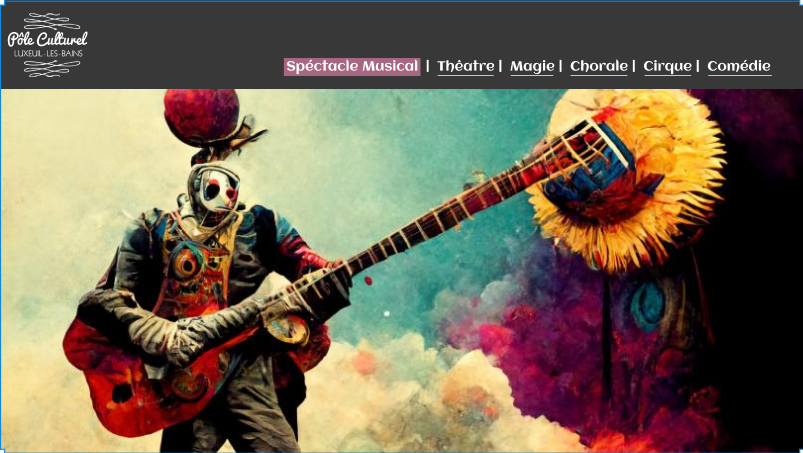 Pôle Culturel
LUXEUIL-LES-BAINS
Spéctacle Musical | Théatre | Magie | Chorale | Cirque | Comédie